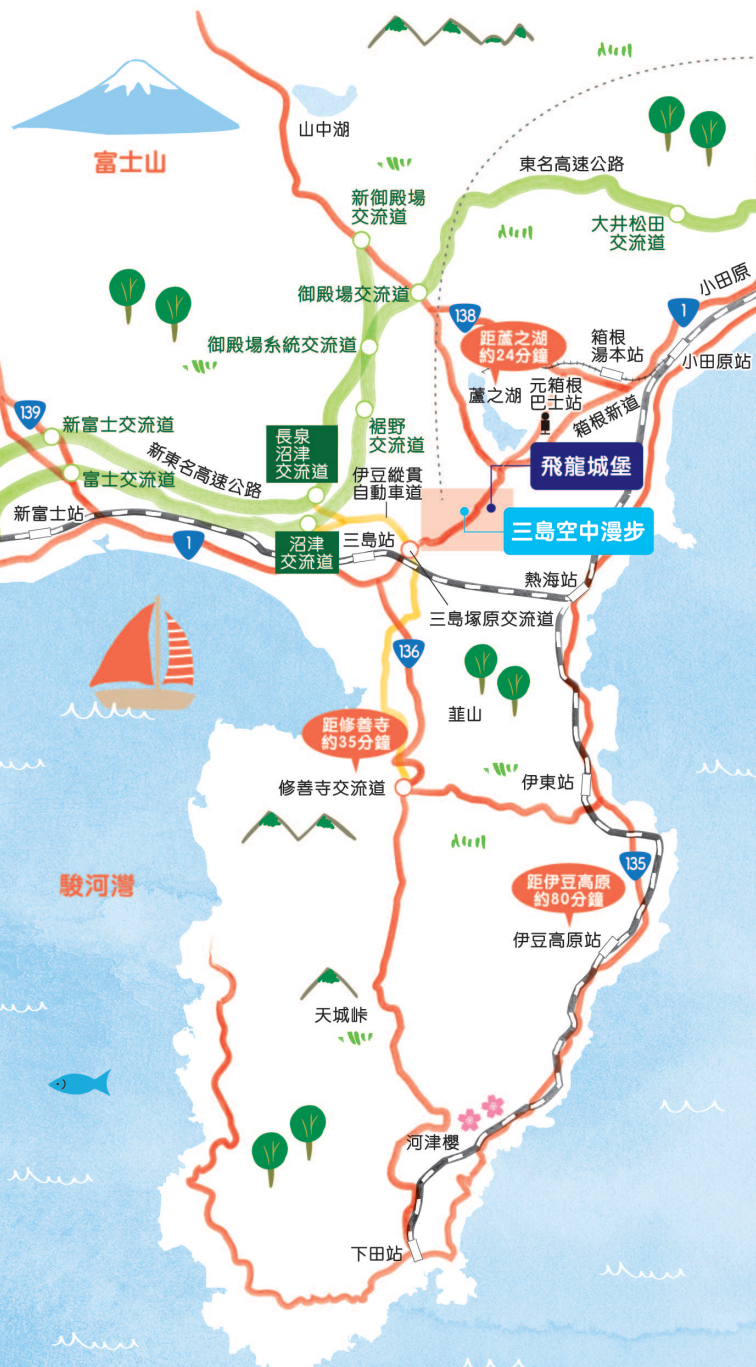 山中湖
富士山
東名高速公路
新御殿場
交流道
大井松田
交流道
小田原
御殿場交流道
138
1
距蘆之湖
約24分鐘
箱根
湯本站
小田原站
御殿場系統交流道
蘆之湖
元箱根
巴士站
箱根新道
139
新富士交流道
裾野
交流道
長泉
沼津
交流道
新東名高速公路
富士交流道
伊豆縱貫
自動車道
飛龍城堡
新富士站
1
沼津
交流道
三島站
三島空中漫步
熱海站
三島塚原交流道
136
韮山
距修善寺
約35分鐘
修善寺交流道
伊東站
駿河灣
135
距伊豆高原
約80分鐘
伊豆高原站
天城峠
河津櫻
下田站